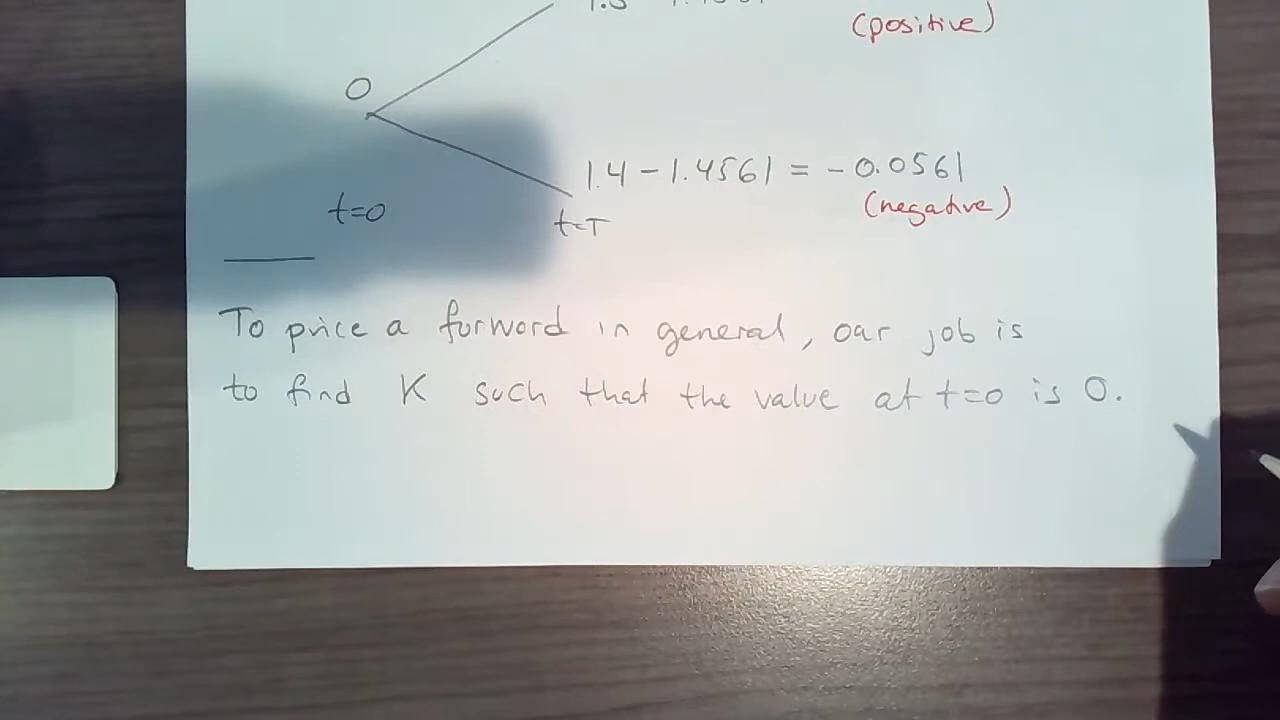 (positive)
0
1.4 - 1.4561 = -0.0561
(negative)
t=0
t=T
To price a forward in general, our job is
to find K such that the value at t=0 is 0.